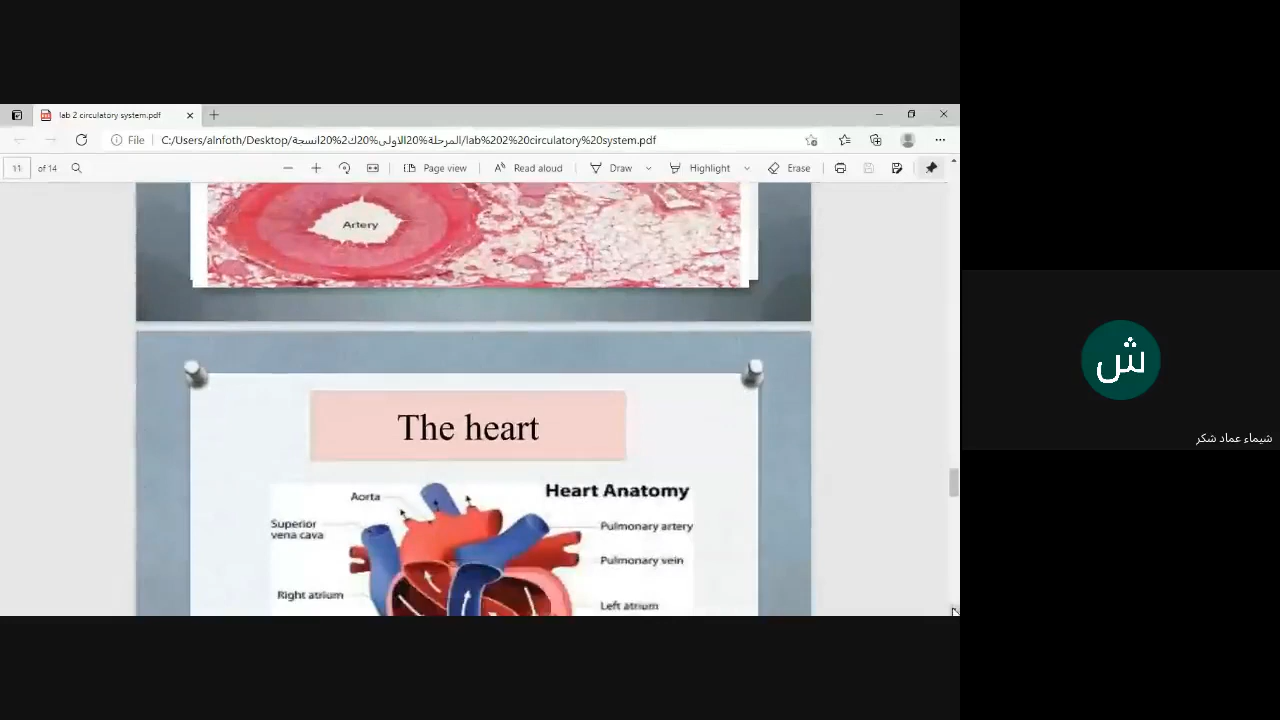 lab 2 circulatory system.pdf
File
C:/Users/alnfoth/Desktop/المرحلة%20الاولى%20ك2%20انسجة/lab%202%20circulatory%20system.pdf
11 of 14
Page view
Read aloud
Draw
Highlight
Erase
Artery
The heart
Heart Anatomy
Aorta
Superior
vena cava
Pulmonary artery
Pulmonary vein
Right atrium
Left atrium
ش
شيماء عماد شكر